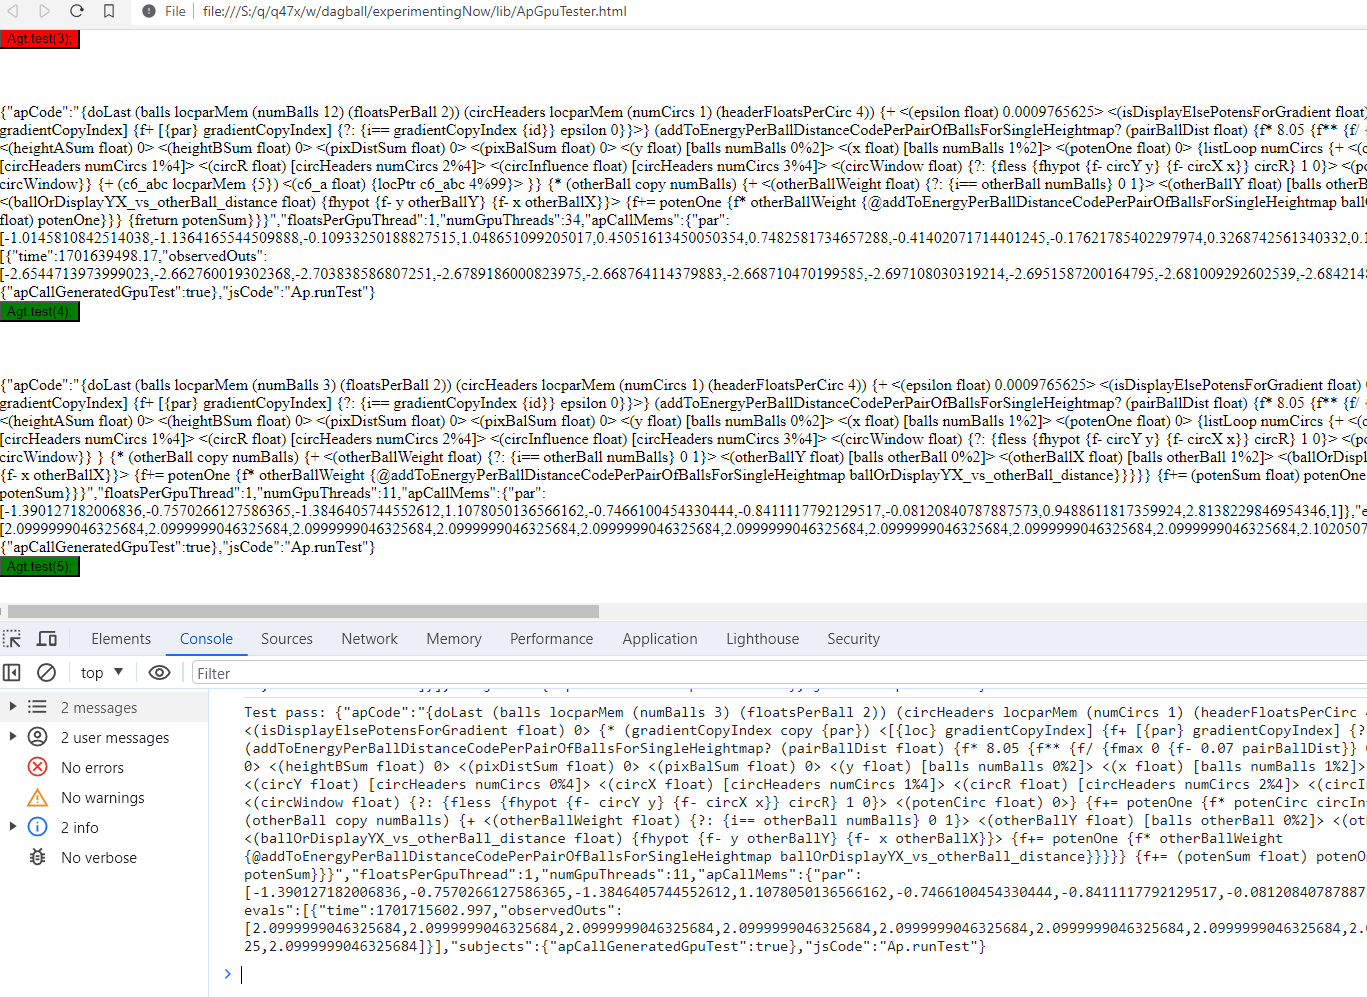 File
file:///S:/q/q47x/w/dagball/experimentingNow/lib/ApGpuTester.html
Agt.test(3);
{"apCode":"{doLast (balls locparMem (numBalls 12) (floatsPerBall 2)) (circHeaders locparMem (numCircs 1) (headerFloatsPerCirc 4)) {+ <(epsilon float) 0.0009765625> <(isDisplayElsePotensForGradient float)
gradientCopyIndex] {f+ [{par} gradientCopyIndex] {?: {i== gradientCopyIndex {id}} epsilon 0}}>} (addToEnergyPerBallDistanceCodePerPairOfBallsForSingleHeightmap? (pairBallDist float) {f* 8.05 {f** {f/
<(heightASum float) 0> <(heightBSum float) 0> <(pixDistSum float) 0> <(pixBalSum float) 0> <(y float) [balls numBalls 0%2]> <(x float) [balls numBalls 1%2]> <(potenOne float) 0> {listLoop numCircs {+ <(c
[circHeaders numCircs 1%4]> <(circR float) [circHeaders numCircs 2%4]> <(circInfluence float) [circHeaders numCircs 3%4]> <(circWindow float) {?: {fless {fhypot {f- circY y} {f- circX x}} circR} 1 0}> <(po
circWindow}} {+ (c6_abc locparMem {5}) <(c6_a float) {locPtr c6_abc 4%99}> }} {* (otherBall copy numBalls) {+ <(otherBallWeight float) {?: {i== otherBall numBalls} 0 1}> <(otherBallY float) [balls other
<(ballOrDisplayYX_vs_otherBall_distance float) {fhypot {f- y otherBallY} {f- x otherBallX}}> {f+= potenOne {f* otherBallWeight {@addToEnergyPerBallDistanceCodePerPairOfBallsForSingleHeightmap ball
float) potenOne}}} {freturn potenSum}}}","floatsPerGpuThread":1,"numGpuThreads":34,"apCallMems":{"par":
[-1.0145810842514038,-1.1364165544509888,-0.10933250188827515,1.048651099205017,0.45051613450050354,0.7482581734657288,-0.41402071714401245,-0.17621785402297974,0.3268742561340332,0.1
[{"time":1701639498.17,"observedOuts":
[-2.6544713973999023,-2.662760019302368,-2.703838586807251,-2.6789186000823975,-2.668764114379883,-2.668710470199585,-2.697108030319214,-2.6951587200164795,-2.681009292602539,-2.684214
{"apCallGeneratedGpuTest":true},"jsCode":"Ap.runTest"}
Agt.test(4);
{"apCode":"{doLast (balls locparMem (numBalls 3) (floatsPerBall 2)) (circHeaders locparMem (numCircs 1) (headerFloatsPerCirc 4)) {+ <(epsilon float) 0.0009765625> <(isDisplayElsePotensForGradient float)
gradientCopyIndex] {f+ [{par} gradientCopyIndex] {?: {i== gradientCopyIndex {id}} epsilon 0}}>} (addToEnergyPerBallDistanceCodePerPairOfBallsForSingleHeightmap? (pairBallDist float) {f* 8.05 {f** {f/ {
<(heightASum float) 0> <(heightBSum float) 0> <(pixDistSum float) 0> <(pixBalSum float) 0> <(y float) [balls numBalls 0%2]> <(x float) [balls numBalls 1%2]> <(potenOne float) 0> {listLoop numCircs {+ <(c
[circHeaders numCircs 1%4]> <(circR float) [circHeaders numCircs 2%4]> <(circInfluence float) [circHeaders numCircs 3%4]> <(circWindow float) {?: {fless {fhypot {f- circY y} {f- circX x}} circR} 1 0}> <(po
circWindow}} } {* (otherBall copy numBalls) {+ <(otherBallWeight float) {?: {i== otherBall numBalls} 0 1}> <(otherBallY float) [balls otherBall 0%2]> <(otherBallX float) [balls otherBall 1%2]> <(ballOrDispl
{f- x otherBallX}}> {f+= potenOne {f* otherBallWeight {@addToEnergyPerBallDistanceCodePerPairOfBallsForSingleHeightmap ballOrDisplayYX_vs_otherBall_distance}}}}} {f+= (potenSum float) potenOne
potenSum}}}","floatsPerGpuThread":1,"numGpuThreads":11,"apCallMems":{"par":
[-1.390127182006836,-0.7570266127586365,-1.3846405744552612,1.1078050136566162,-0.7466100454330444,-0.8411117792129517,-0.08120840787887573,0.948861181735 9924,2.8138229846954346,1]},"e
[2.0999999046325684,2.0999999046325684,2.0999999046325684,2.0999999046325684,2.0999999046325684,2.0999999046325684,2.0999999046325684,2.0999999046325684,2.1020507
{"apCallGeneratedGpuTest":true},"jsCode":"Ap.runTest"}
Agt.test(5);
Elements Console Sources Network Memory Performance Application Lighthouse Security
top Filter
2 messages
2 user messages
No errors
No warnings
2 info
No verbose
Test pass: {"apCode":"{doLast (balls locparMem (numBalls 3) (floatsPerBall 2)) (circHeaders locparMem (numCircs 1) (headerFloatsPerCirc 4
<(isDisplayElsePotensForGradient float) 0> {* (gradientCopyIndex copy {par}) <[{loc} gradientCopyIndex] {f+ [{par} gradientCopyIndex] {?
(addToEnergyPerBallDistanceCodePerPairOfBallsForSingleHeightmap? (pairBallDist float) {f* 8.05 {f** {f/ {fmax 0 {f- 0.07 pairBallDist}}
0> <(heightBSum float) 0> <(pixDistSum float) 0> <(pixBalSum float) 0> <(y float) [balls numBalls 0%2]> <(x float) [balls numBalls 1%2]>
<(circY float) [circHeaders numCircs 0%4]> <(circX float) [circHeaders numCircs 1%4]> <(circR float) [circHeaders numCircs 2%4]> <(circIn
<(circWindow float) {?: {fless {fhypot {f- circY y} {f- circX x}} circR} 1 0}> <(potenCirc float) 0>} {f+= potenOne {f* potenCirc circInf
(otherBall copy numBalls) {+ <(otherBallWeight float) {?: {i== otherBall numBalls} 0 1}> <(otherBallY float) [balls otherBall 0%2]> <(oth
<(ballOrDisplayYX_vs_otherBall_distance float) {fhypot {f- y otherBallY} {f- x otherBallX}}> {f+= potenOne {f* otherBallWeight
{@addToEnergyPerBallDistanceCodePerPairOfBallsForSingleHeightmap ballOrDisplayYX_vs_otherBall_distance}}}}} {f+= (potenSum float) potenO
potenSum}}}","floatsPerGpuThread":1,"numGpuThreads":11,"apCallMems":{"par":
[-1.390127182006836,-0.7570266127586365,-1.3846405744552612,1.1078050136566162,-0.7466100454330444,-0.8411117792129517,-0.081208407878875
evals":[{"time":1701715602.997,"observedOuts":
[2.0999999046325684,2.0999999046325684,2.0999999046325684,2.0999999046325684,2.0999999046325684,2.0999999046325684,2.0999999046325684,2.0
25,2.0999999046325684]}],"subjects":{"apCallGeneratedGpuTest":true},"jsCode":"Ap.runTest"}